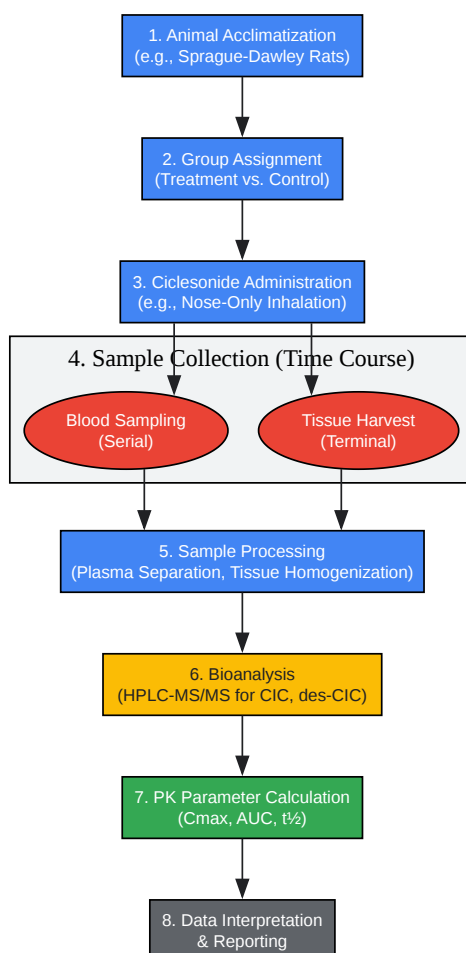 1. Animal Acclimatization
(e.g., Sprague-Dawley Rats)
2. Group Assignment
(Treatment vs. Control)
3. Ciclesonide Administration
(e.g., Nose-Only Inhalation)
4. Sample Collection (Time Course)
Blood Sampling
(Serial)
Tissue Harvest
(Terminal)
5. Sample Processing
(Plasma Separation, Tissue Homogenization)
6. Bioanalysis
(HPLC-MS/MS for CIC, des-CIC)
7. PK Parameter Calculation
(Cmax, AUC, t½)
8. Data Interpretation
& Reporting